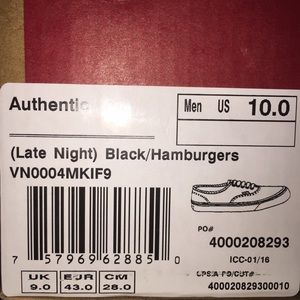 Authentic
Men US 10.0
(Late Night) Black/Hamburgers
VN0004MKIF9
PO#
4000208293
7 57969 62885 0
ICC-01/16
UK EUR CM
9.0 43.0 28.0
400020829300010